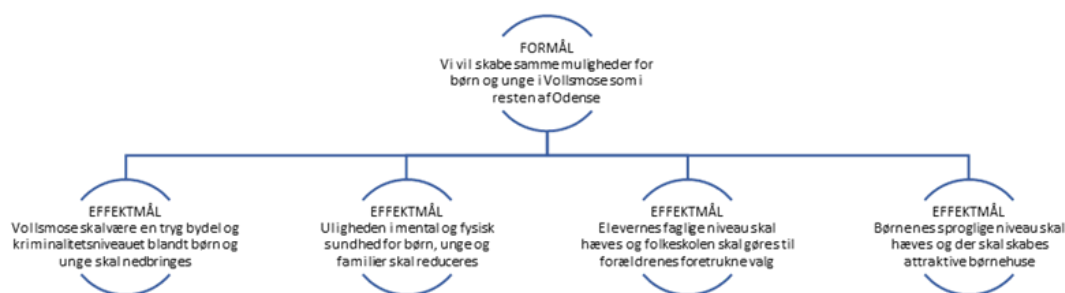 FORMÅL
Vi vil skabe samme muligheder for
børn og unge i Vollsmose som i
resten af Odense
EFFEKTMÅL
Vollsmose skal være en tryg bydel og
kriminalitetsniveauet blandt børn og
unge skal nedbringes
EFFEKTMÅL
Uligheden i mental og fysisk
sundhed for børn, unge og
familier skal reduceres
EFFEKTMÅL
Elevernes faglige niveau skal
hæves og folkeskolen skal gøres til
forældrenes foretrukne valg
EFFEKTMÅL
Børnenes sproglige niveau skal
hæves og der skal skabes
attraktive børnehuse